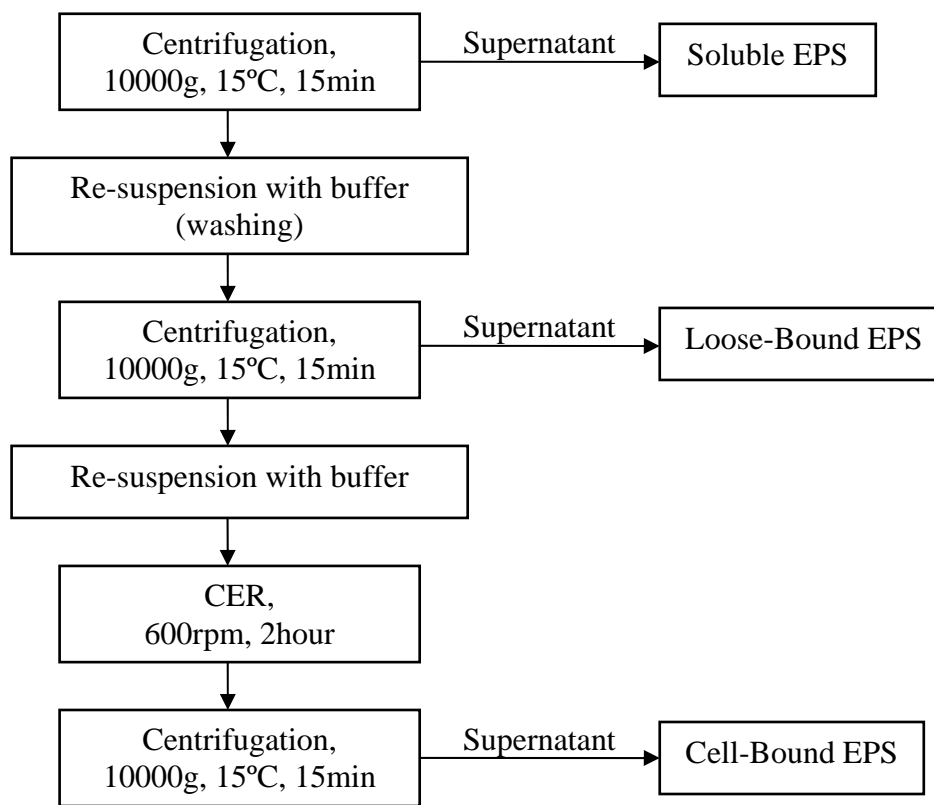 Centrifugation,
10000g, 15ºC, 15min
Supernatant
Soluble EPS
Re-suspension with buffer
(washing)
Centrifugation,
10000g, 15ºC, 15min
Supernatant
Loose-Bound EPS
Re-suspension with buffer
CER,
600rpm, 2hour
Centrifugation,
10000g, 15ºC, 15min
Supernatant
Cell-Bound EPS